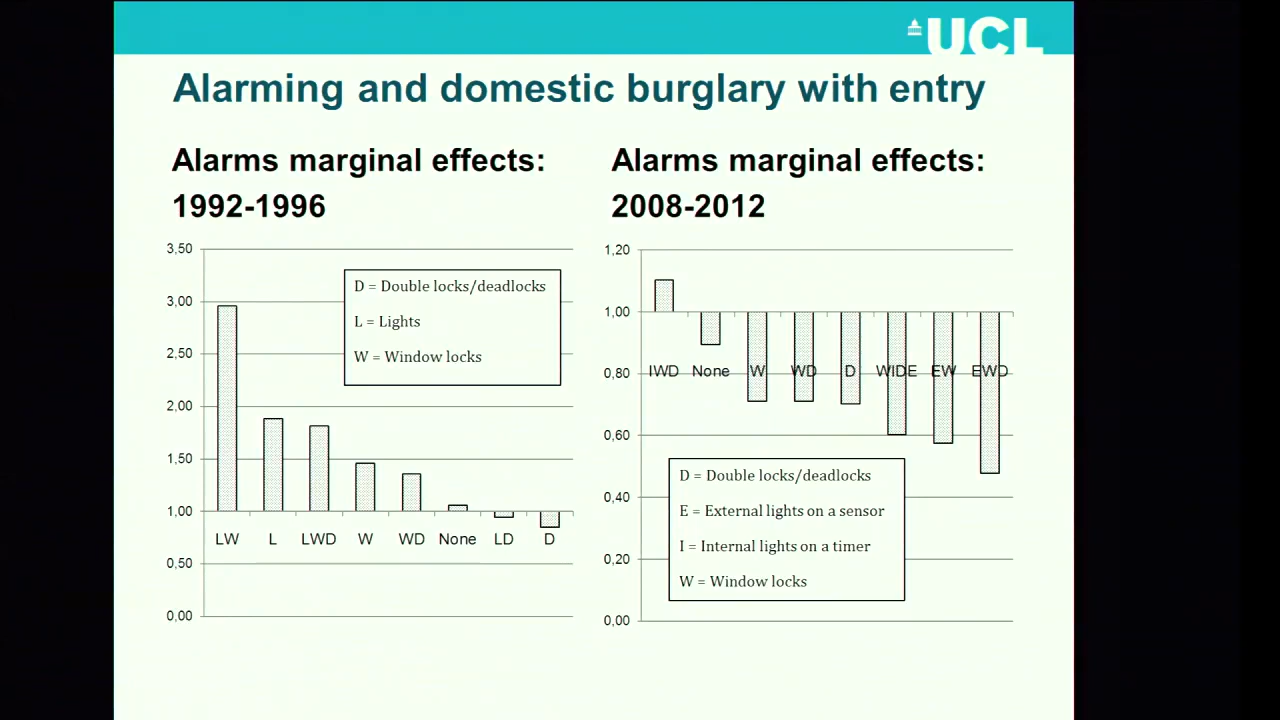 UCL
Alarming and domestic burglary with entry
Alarms marginal effects:
1992-1996
3,50
3,00
2,50
2,00
1,50
1,00
0,50
0,00
D = Double locks/deadlocks
L = Lights
W = Window locks
LW L LWD W WD None LD D
Alarms marginal effects:
2008-2012
1,20
1,00
0,80
0,60
0,40
0,20
0,00
IWD None W WD D WIDE EW EWD
D = Double locks/deadlocks
E = External lights on a sensor
I = Internal lights on a timer
W = Window locks